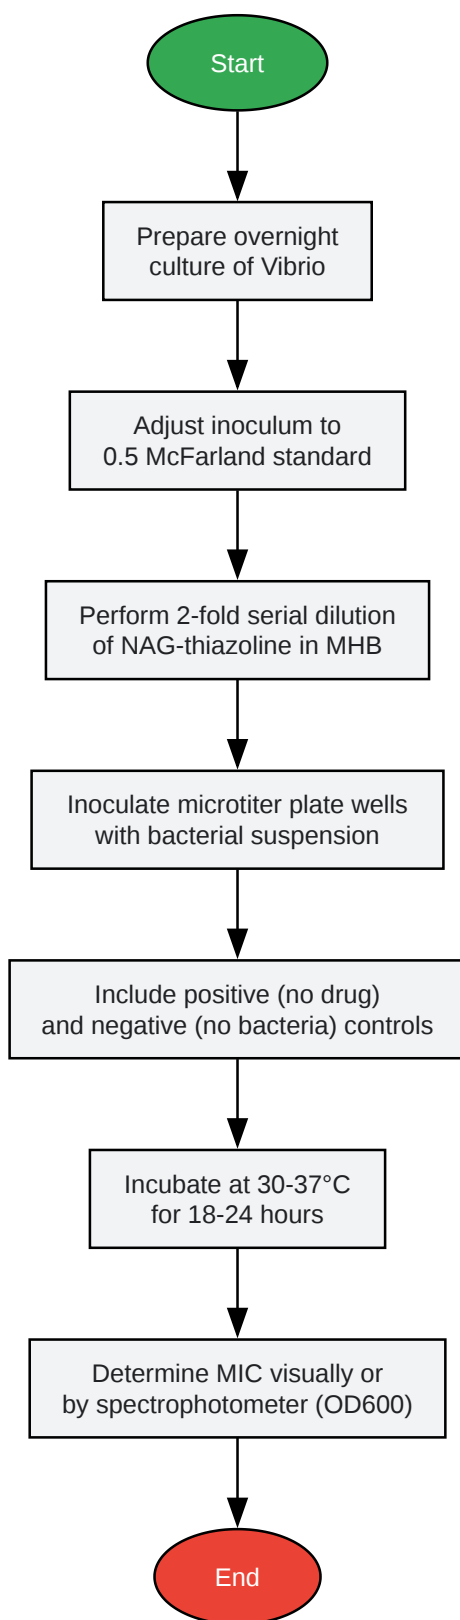 Start
Prepare overnight
culture of Vibrio
Adjust inoculum to
0.5 McFarland standard
Perform 2-fold serial dilution
of NAG-thiazoline in MHB
Inoculate microtiter plate wells
with bacterial suspension
Include positive (no drug)
and negative (no bacteria) controls
Incubate at 30-37°C
for 18-24 hours
Determine MIC visually or
by spectrophotometer (OD600)
End